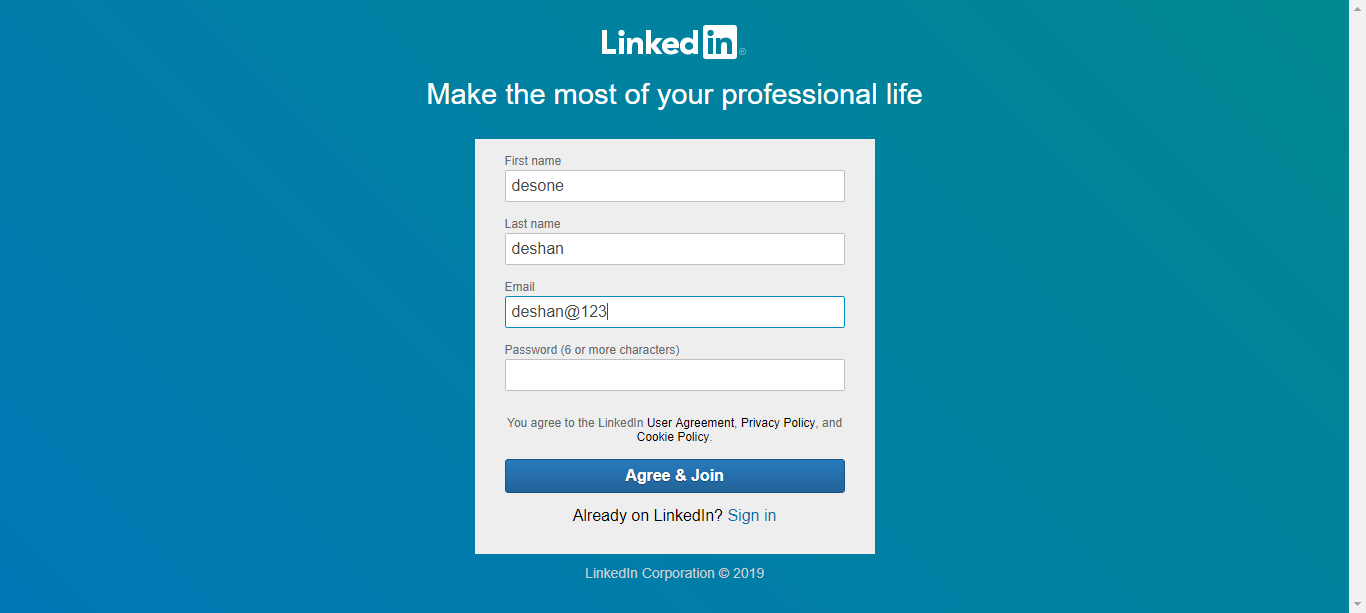 Linked in ®
Make the most of your professional life
First name
desone
Last name
deshan
Email
deshan@123
Password (6 or more characters)
You agree to the LinkedIn User Agreement, Privacy Policy, and
Cookie Policy.
Agree & Join
Already on LinkedIn? Sign in
LinkedIn Corporation © 2019